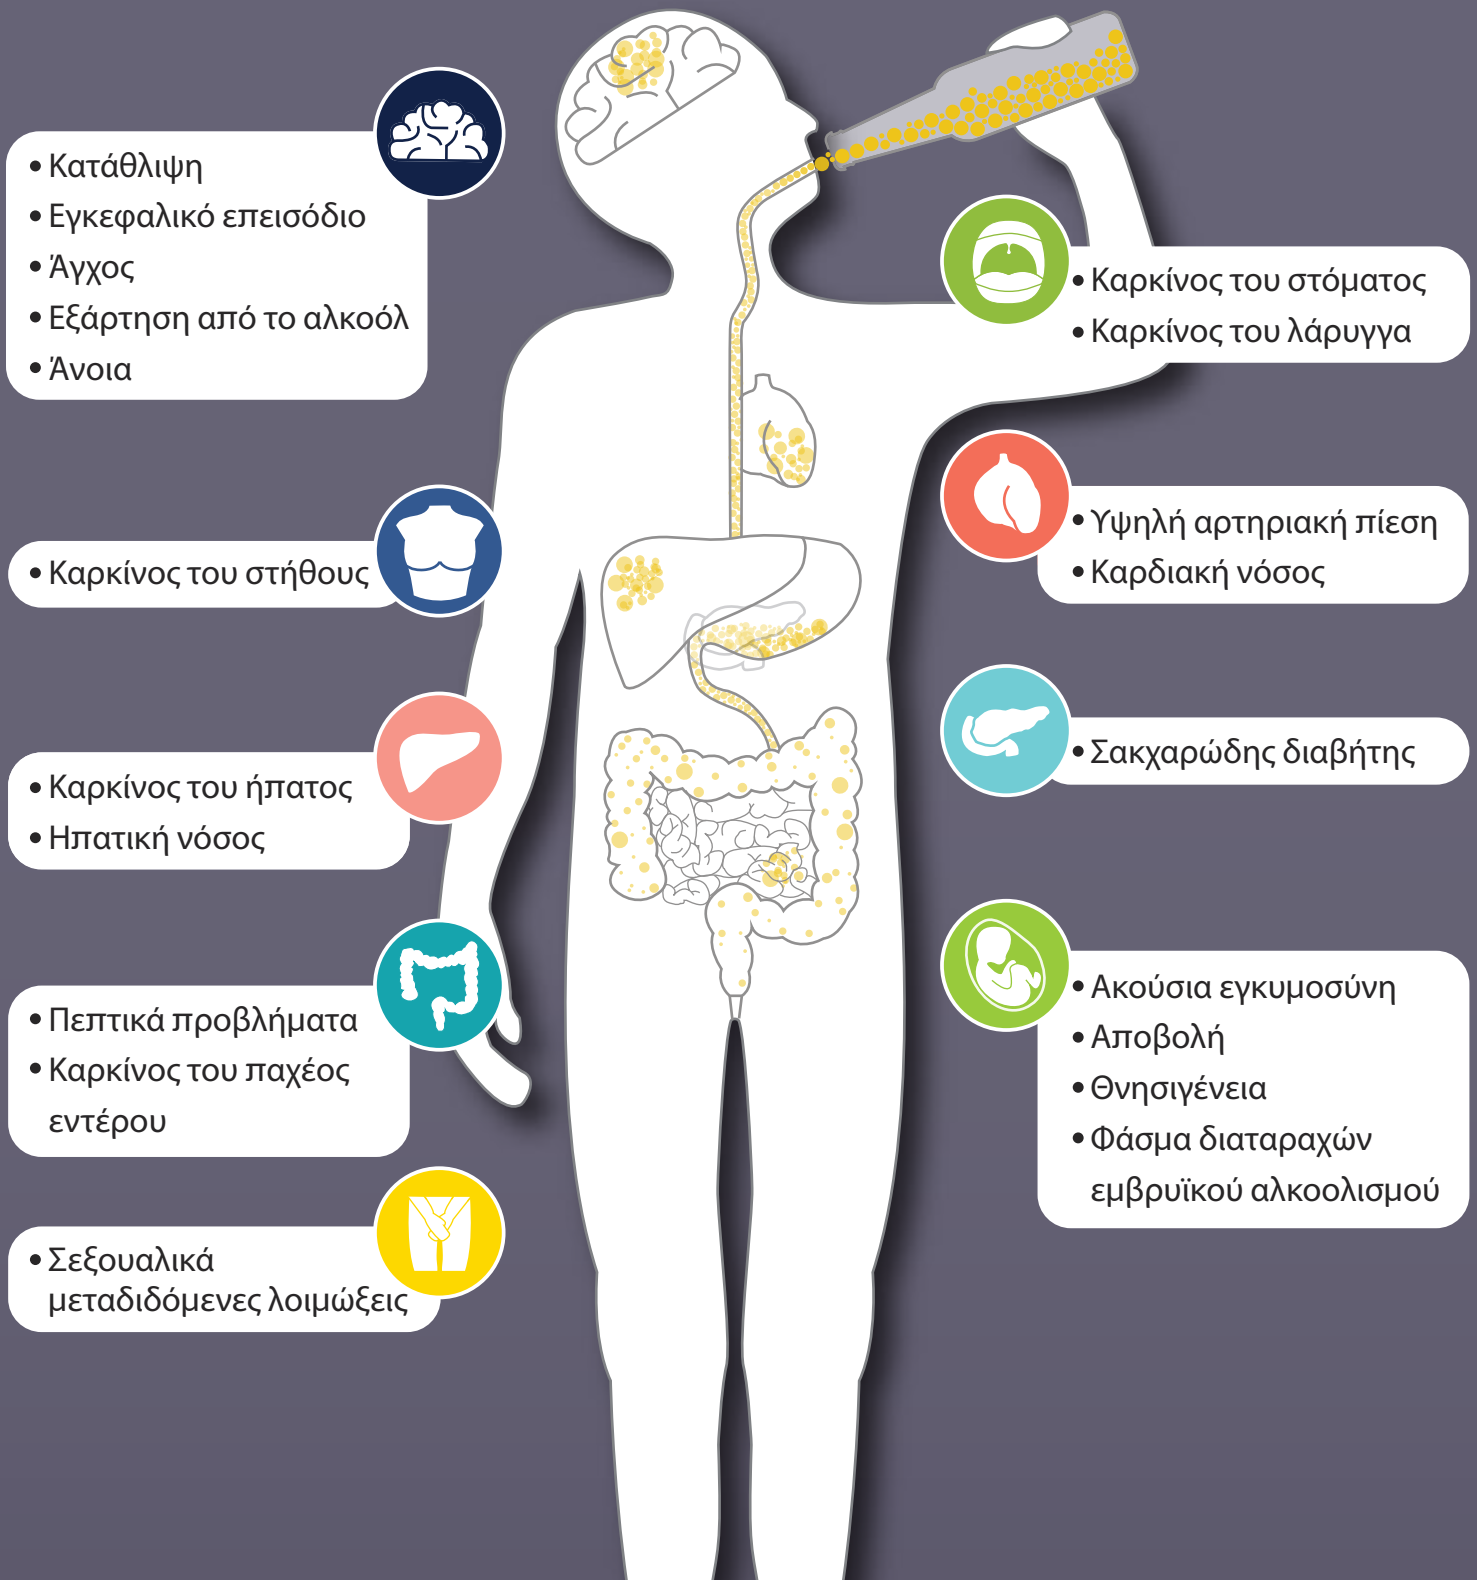 • Κατάθλιψη
• Εγκεφαλικό επεισόδιο
• Άγχος
• Εξάρτηση από το αλκοόλ
• Άνοια
• Καρκίνος του στήθους
• Καρκίνος του ήπατος
• Ηπατική νόσος
• Πεπτικά προβλήματα
• Καρκίνος του παχέος
εντέρου
• Σεξουαλικά
μεταδιδόμενες λοιμώξεις
• Καρκίνος του στόματος
• Καρκίνος του λάρυγγα
• Υψηλή αρτηριακή πίεση
• Καρδιακή νόσος
• Σακχαρώδης διαβήτης
• Ακούσια εγκυμοσύνη
• Αποβολή
• Θνησιγένεια
• Φάσμα διαταραχών
εμβρυϊκού αλκοολισμού